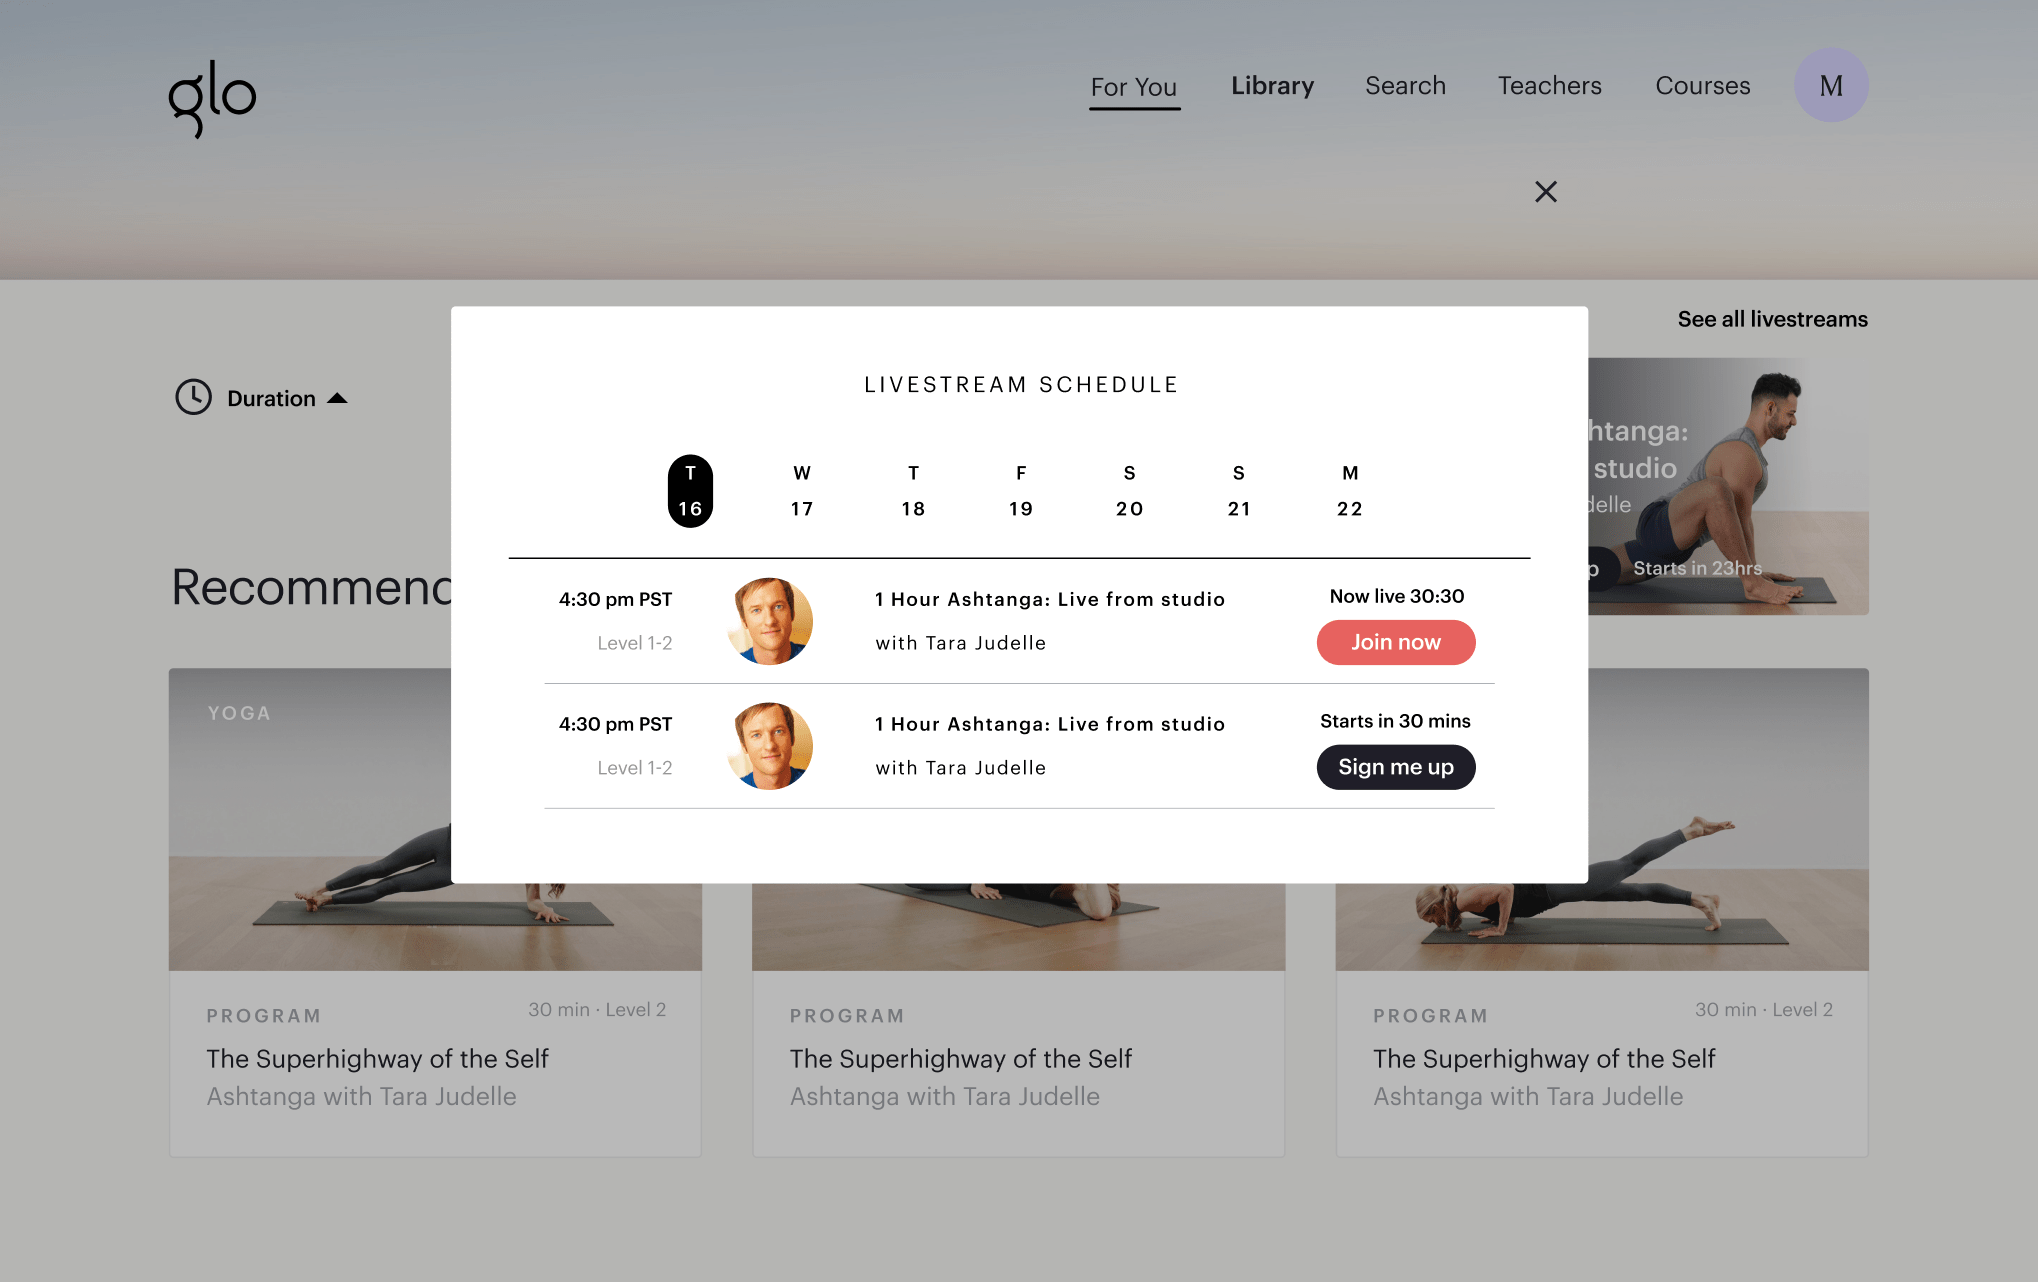 glo
For You
Library
Search
Teachers
Courses
M
See all livestreams
Duration
LIVESTREAM SCHEDULE
T W T F S S M
16 17 18 19 20 21 22
4:30 pm PST
Level 1-2
1 Hour Ashtanga: Live from studio
with Tara Judelle
Now live 30:30
Join now
4:30 pm PST
Level 1-2
1 Hour Ashtanga: Live from studio
with Tara Judelle
Starts in 30 mins
Sign me up
htanga:
studio
delle
p
Starts in 23hrs
Recommend
YOGA
PROGRAM
30 min · Level 2
The Superhighway of the Self
Ashtanga with Tara Judelle
PROGRAM
The Superhighway of the Self
Ashtanga with Tara Judelle
PROGRAM
30 min · Level 2
The Superhighway of the Self
Ashtanga with Tara Judelle